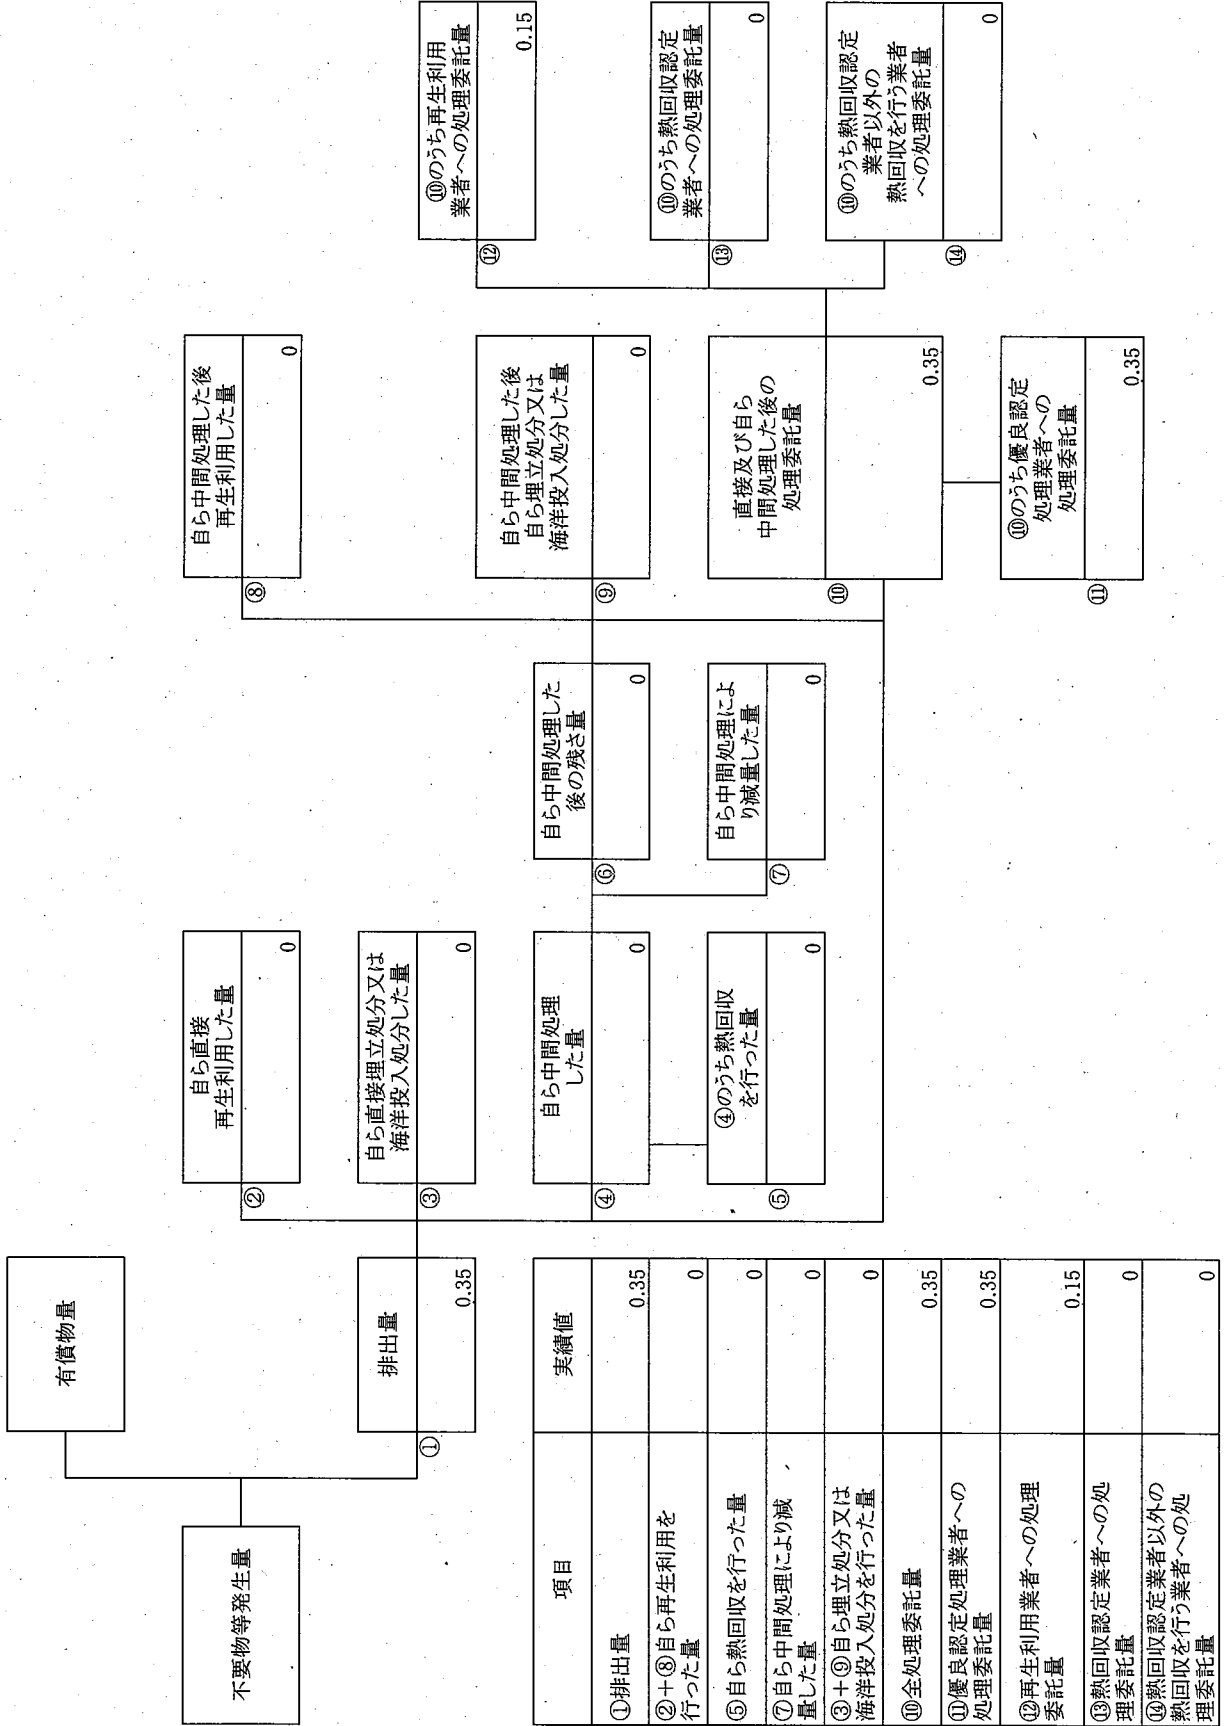 有償物量
不要物等発生量
排出量
①
0.35
自ら直接
再生利用した量
②
0
自ら直接埋立処分又は
海洋投入処分した量
③
0
自ら中間処理
した量
④
0
④のうち熱回収
を行った量
⑤
0
自ら中間処理した
後の残さ量
⑥
0
自ら中間処理によ
り減量した量
⑦
0
自ら中間処理した後
再生利用した量
⑧
0
自ら中間処理した後
自ら埋立処分又は
海洋投入処分した量
⑨
0
直接及び自ら
中間処理した後の
処理委託量
⑩
0.35
⑩のうち優良認定
処理業者への
処理委託量
⑪
0.35
⑩のうち再生利用
業者への処理委託量
⑫
0.15
⑩のうち熱回収認定
業者への処理委託量
⑬
0
⑩のうち熱回収認定
業者以外の
熱回収を行う業者
への処理委託量
⑭
0
項目 実績値
①排出量 0.35
②+⑧自ら再生利用を
行った量 0
⑤自ら熱回収を行った量 0
⑦自ら中間処理により減
量した量 0
③+⑨自ら埋立処分又は
海洋投入処分を行った量 0
⑩全処理委託量 0.35
⑪優良認定処理業者への
処理委託量 0.35
⑫再生利用業者への処理
委託量 0.15
⑬熱回収認定業者への処
理委託量 0
⑭熱回収認定業者以外の
熱回収を行う業者への処
理委託量 0